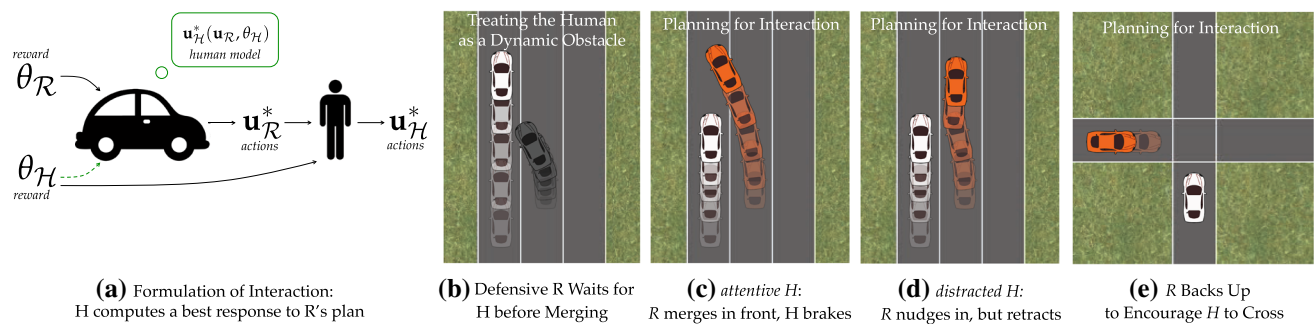 reward
θ_R
θ_H
reward
u*_H(u_R, θ_H)
human model
u*_R
actions
u*_H
actions
(a) Formulation of Interaction:
H computes a best response to R's plan
Treating the Human
as a Dynamic Obstacle
(b) Defensive R Waits for
H before Merging
Planning for Interaction
(c) attentive H:
R merges in front, H brakes
Planning for Interaction
(d) distracted H:
R nudges in, but retracts
Planning for Interaction
(e) R Backs Up
to Encourage H to Cross